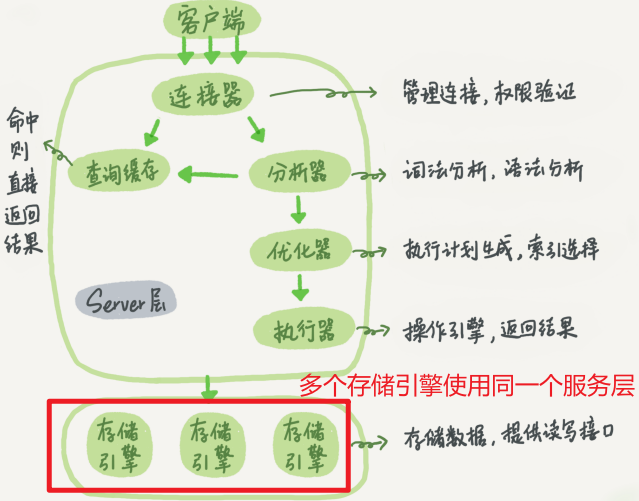 客户端
连接器
管理连接，权限验证
命中
则
直接
返回
结果
查询缓存
分析器
词法分析，语法分析
优化器
执行计划生成，索引选择
Server层
执行器
操作引擎，返回结果
多个存储引擎使用同一个服务层
存储
引擎
存储
引擎
存储
引擎
存储数据，提供读写接口